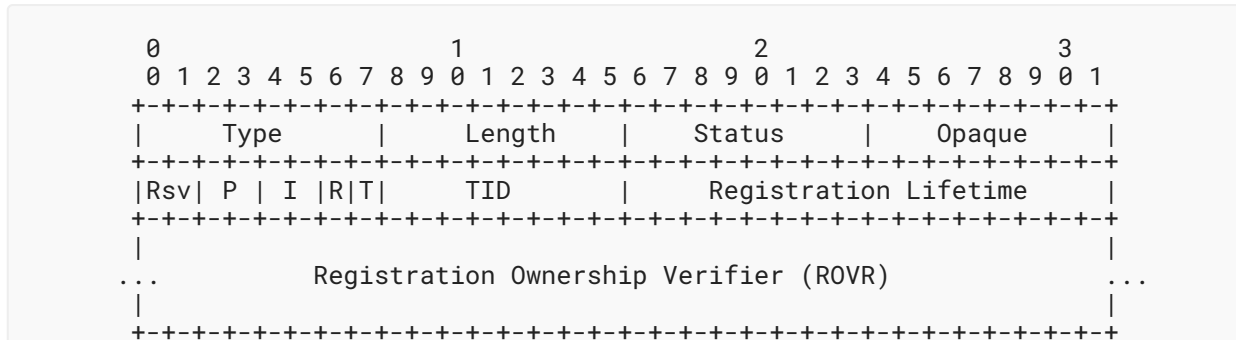 0                   1                   2                   3
 0 1 2 3 4 5 6 7 8 9 0 1 2 3 4 5 6 7 8 9 0 1 2 3 4 5 6 7 8 9 0 1
+-+-+-+-+-+-+-+-+-+-+-+-+-+-+-+-+-+-+-+-+-+-+-+-+-+-+-+-+-+-+-+-+
|     Type      |     Length    |    Status     |    Opaque     |
+-+-+-+-+-+-+-+-+-+-+-+-+-+-+-+-+-+-+-+-+-+-+-+-+-+-+-+-+-+-+-+-+
|Rsv| P | I |R|T|     TID       |     Registration Lifetime     |
+-+-+-+-+-+-+-+-+-+-+-+-+-+-+-+-+-+-+-+-+-+-+-+-+-+-+-+-+-+-+-+-+
|                                                               |
...          Registration Ownership Verifier (ROVR)           ...
|                                                               |
+-+-+-+-+-+-+-+-+-+-+-+-+-+-+-+-+-+-+-+-+-+-+-+-+-+-+-+-+-+-+-+-+